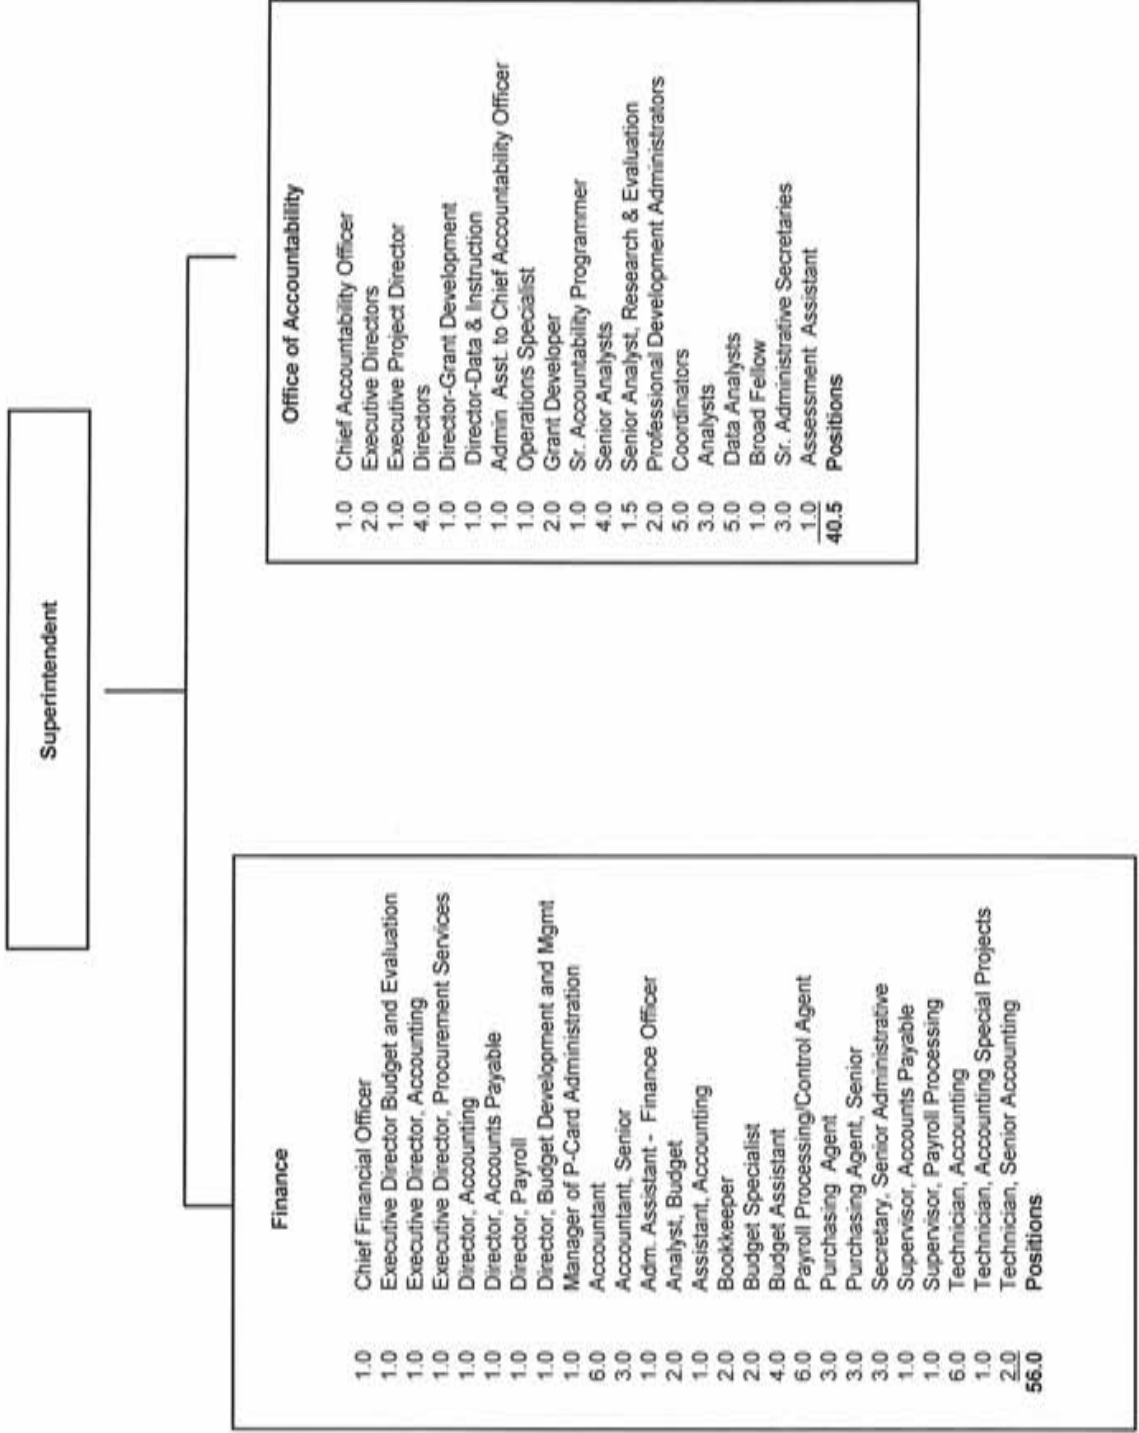 Superintendent
Finance
1.0 Chief Financial Officer
1.0 Executive Director Budget and Evaluation
1.0 Executive Director, Accounting
1.0 Executive Director, Procurement Services
1.0 Director, Accounting
1.0 Director, Accounts Payable
1.0 Director, Payroll
1.0 Director, Budget Development and Mgmt
1.0 Manager of P-Card Administration
6.0 Accountant
3.0 Accountant, Senior
1.0 Adm. Assistant - Finance Officer
2.0 Analyst, Budget
1.0 Assistant, Accounting
2.0 Bookkeeper
2.0 Budget Specialist
4.0 Budget Assistant
6.0 Payroll Processing/Control Agent
3.0 Purchasing Agent
3.0 Purchasing Agent, Senior
3.0 Secretary, Senior Administrative
1.0 Supervisor, Accounts Payable
1.0 Supervisor, Payroll Processing
6.0 Technician, Accounting
1.0 Technician, Accounting Special Projects
2.0 Technician, Senior Accounting
56.0 Positions
Office of Accountability
1.0 Chief Accountability Officer
2.0 Executive Directors
1.0 Executive Project Director
4.0 Directors
1.0 Director-Grant Development
1.0 Director-Data & Instruction
1.0 Admin Asst. to Chief Accountability Officer
1.0 Operations Specialist
2.0 Grant Developer
1.0 Sr. Accountability Programmer
4.0 Senior Analysts
1.5 Senior Analyst, Research & Evaluation
2.0 Professional Development Administrators
5.0 Coordinators
3.0 Analysts
5.0 Data Analysts
1.0 Broad Fellow
3.0 Sr. Administrative Secretaries
1.0 Assessment Assistant
40.5 Positions